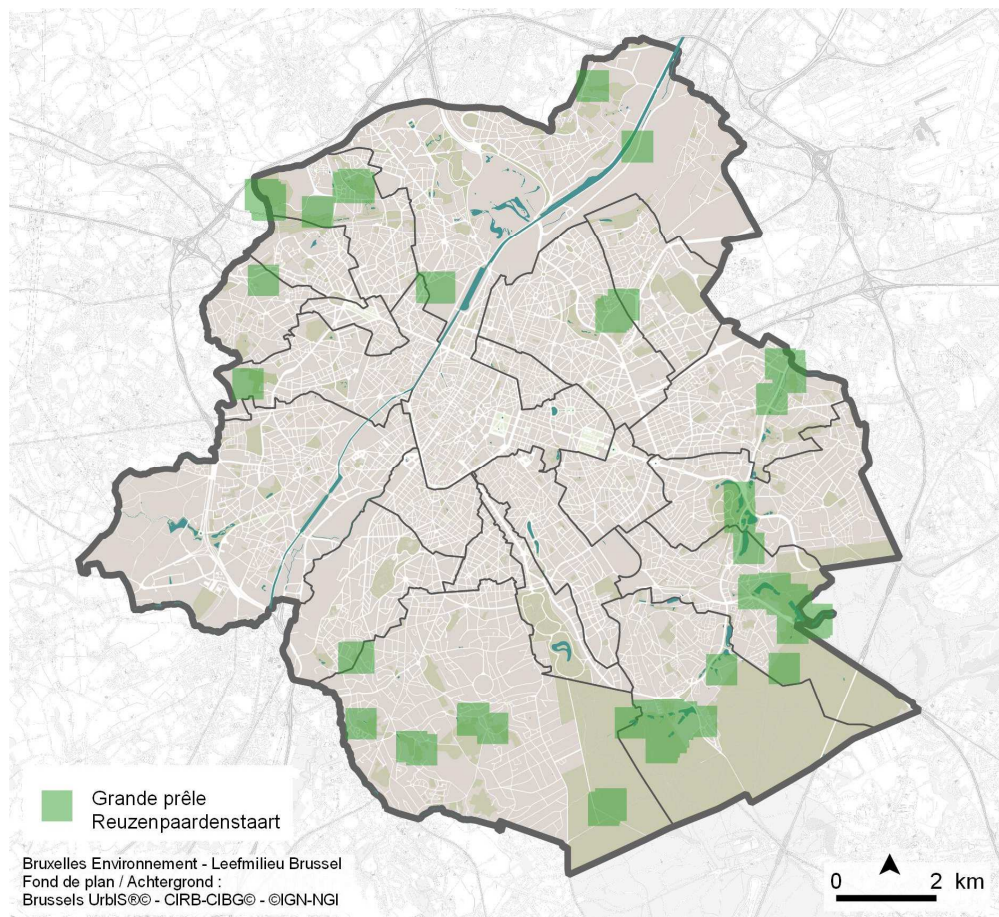 Grande prêle
Reuzenpaardenstaart
Bruxelles Environnement - Leefmilieu Brussel
Fond de plan / Achtergrond :
Brussels UrbIS®© - CIRB-CIBG© - ©IGN-NGI
0 2 km